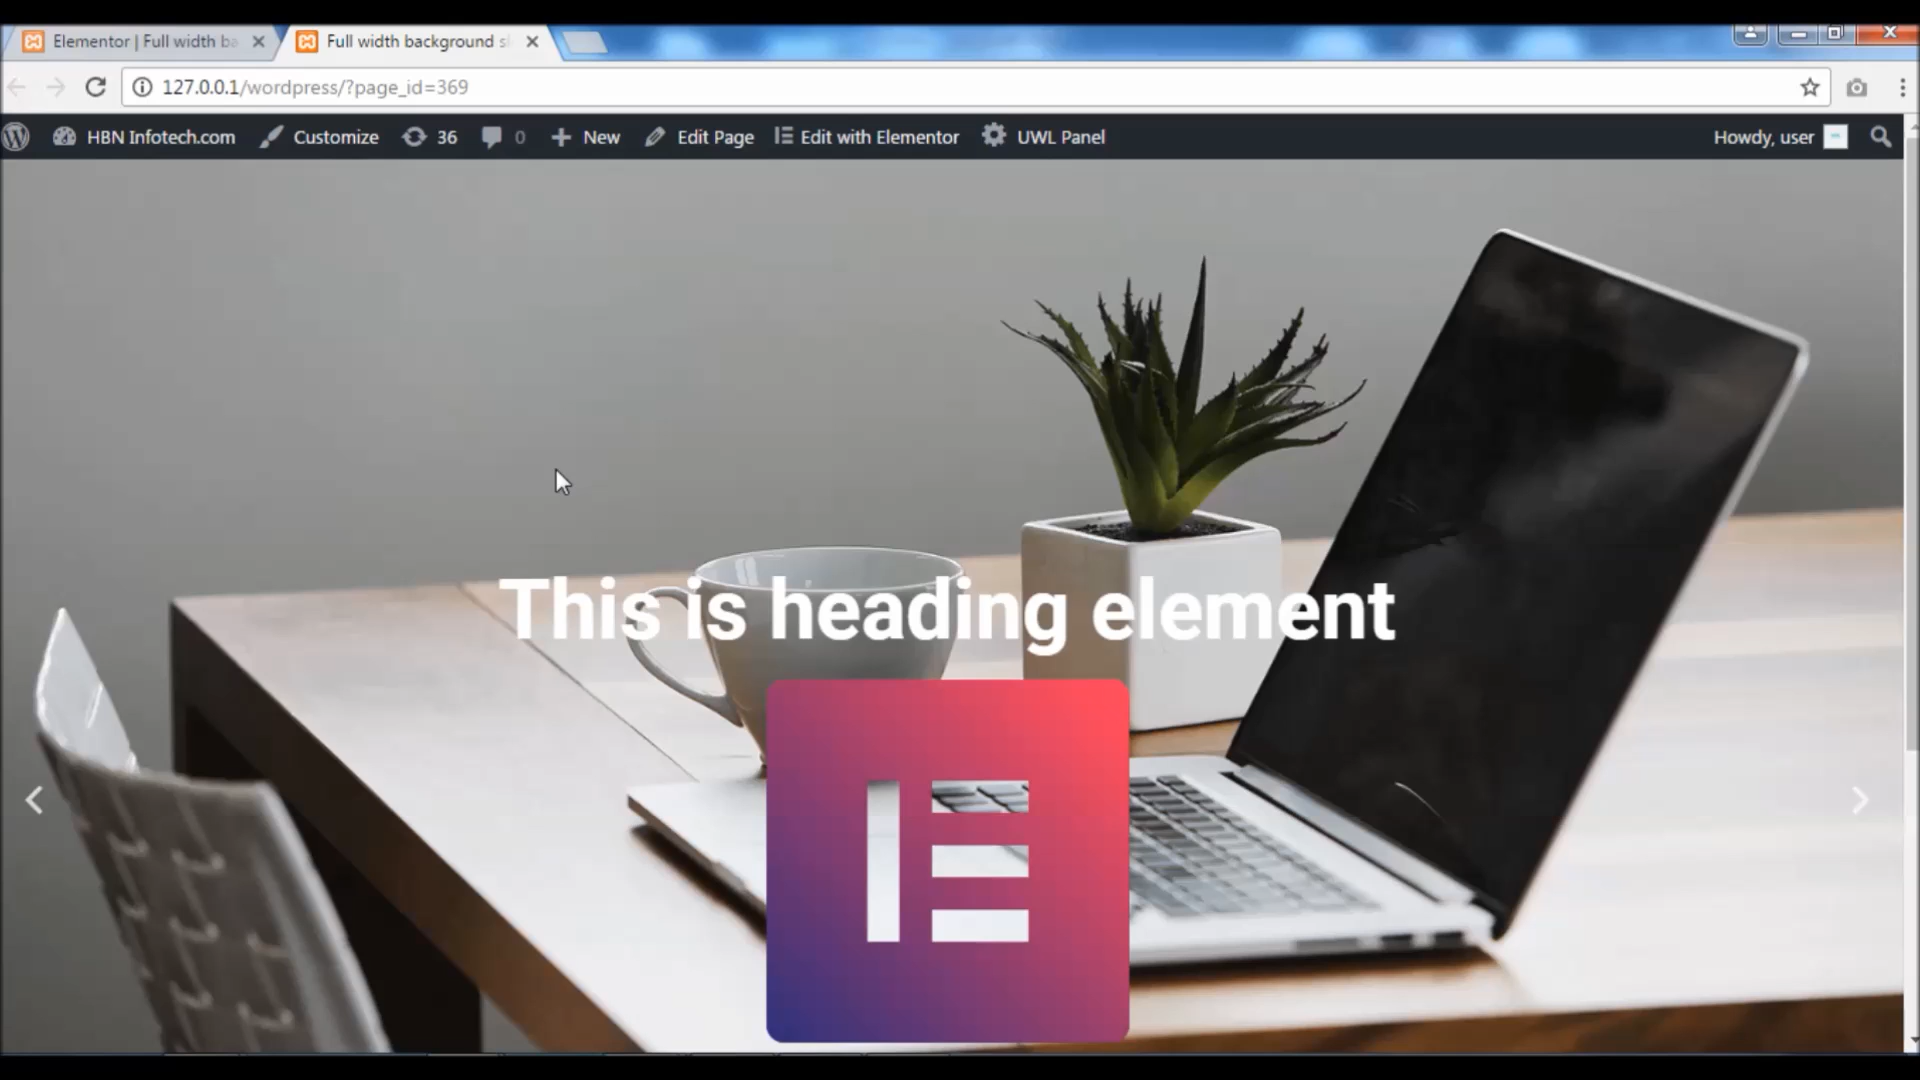 Elementor | Full width ba
Full width background s
127.0.0.1/wordpress/?page_id=369
HBN Infotech.com Customize 36 0 New Edit Page Edit with Elementor UWL Panel Howdy, user
This is heading element